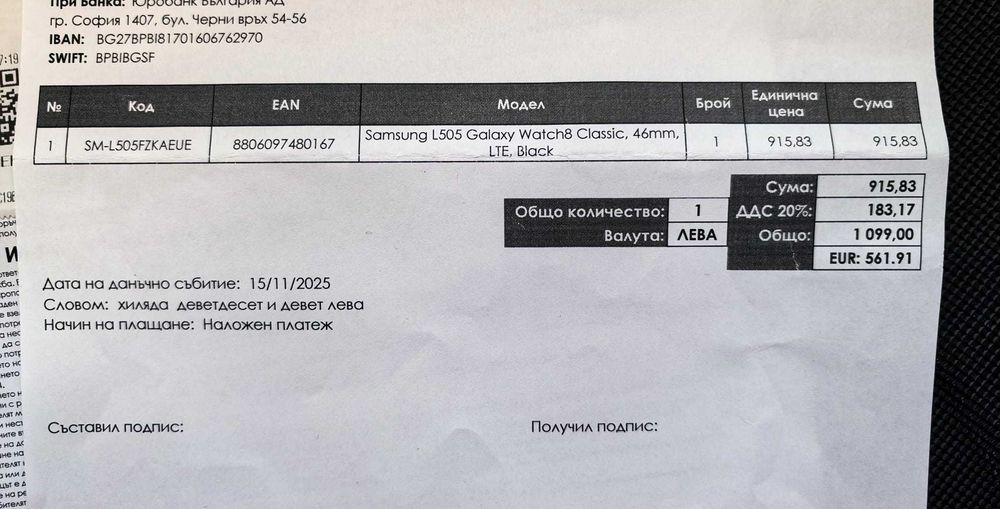 При Банка: Юробанк България АД
гр. София 1407, бул. Черни връх 54-56
IBAN: BG27BPBI81701606762970
SWIFT: BPBIBGSF
№ Код EAN Модел Брой Единична цена Сума
1 SM-L505FZKAEUE 8806097480167 Samsung L505 Galaxy Watch8 Classic, 46mm, LTE, Black 1 915,83 915,83
Сума: 915,83
Общо количество: 1 ДДС 20%: 183,17
Валута: ЛЕВА Общо: 1 099,00
EUR: 561.91
Дата на данъчно събитие: 15/11/2025
Словом: хиляда деветдесет и девет лева
Начин на плащане: Наложен платеж
Съставил подпис: Получил подпис: